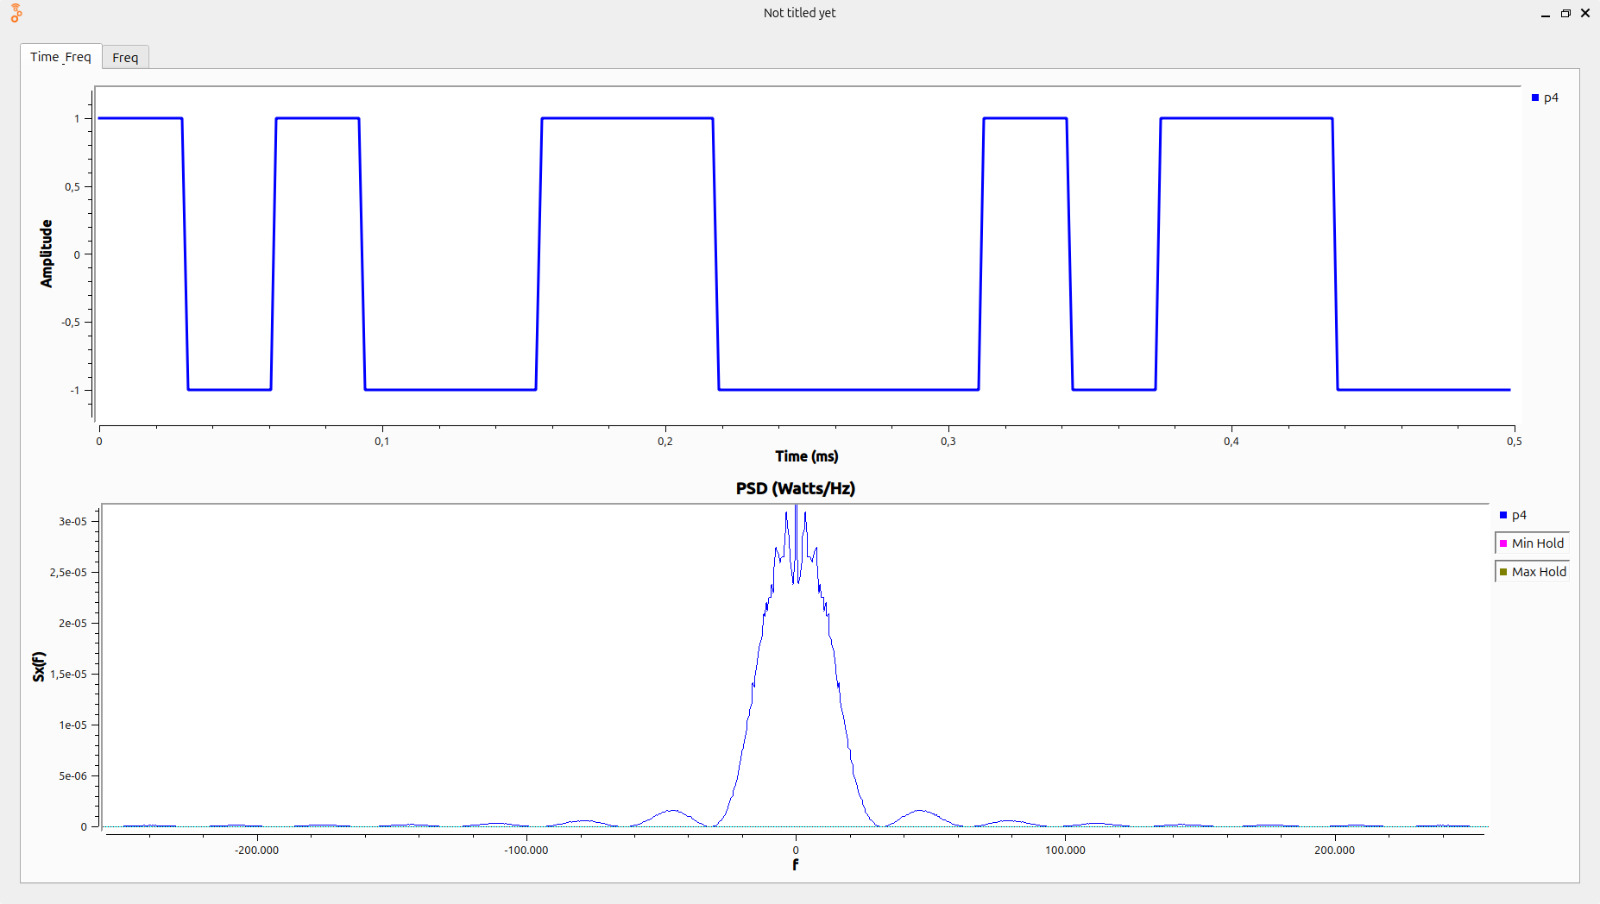 Not titled yet
Time_Freq
Freq
p4
1
0,5
0
-0,5
-1
Amplitude
0
0,1
0,2
0,3
0,4
0,5
Time (ms)
PSD (Watts/Hz)
p4
Min Hold
Max Hold
3e-05
2,5e-05
2e-05
1,5e-05
1e-05
5e-06
0
Sx(f)
-200.000
-100.000
0
100.000
200.000
f